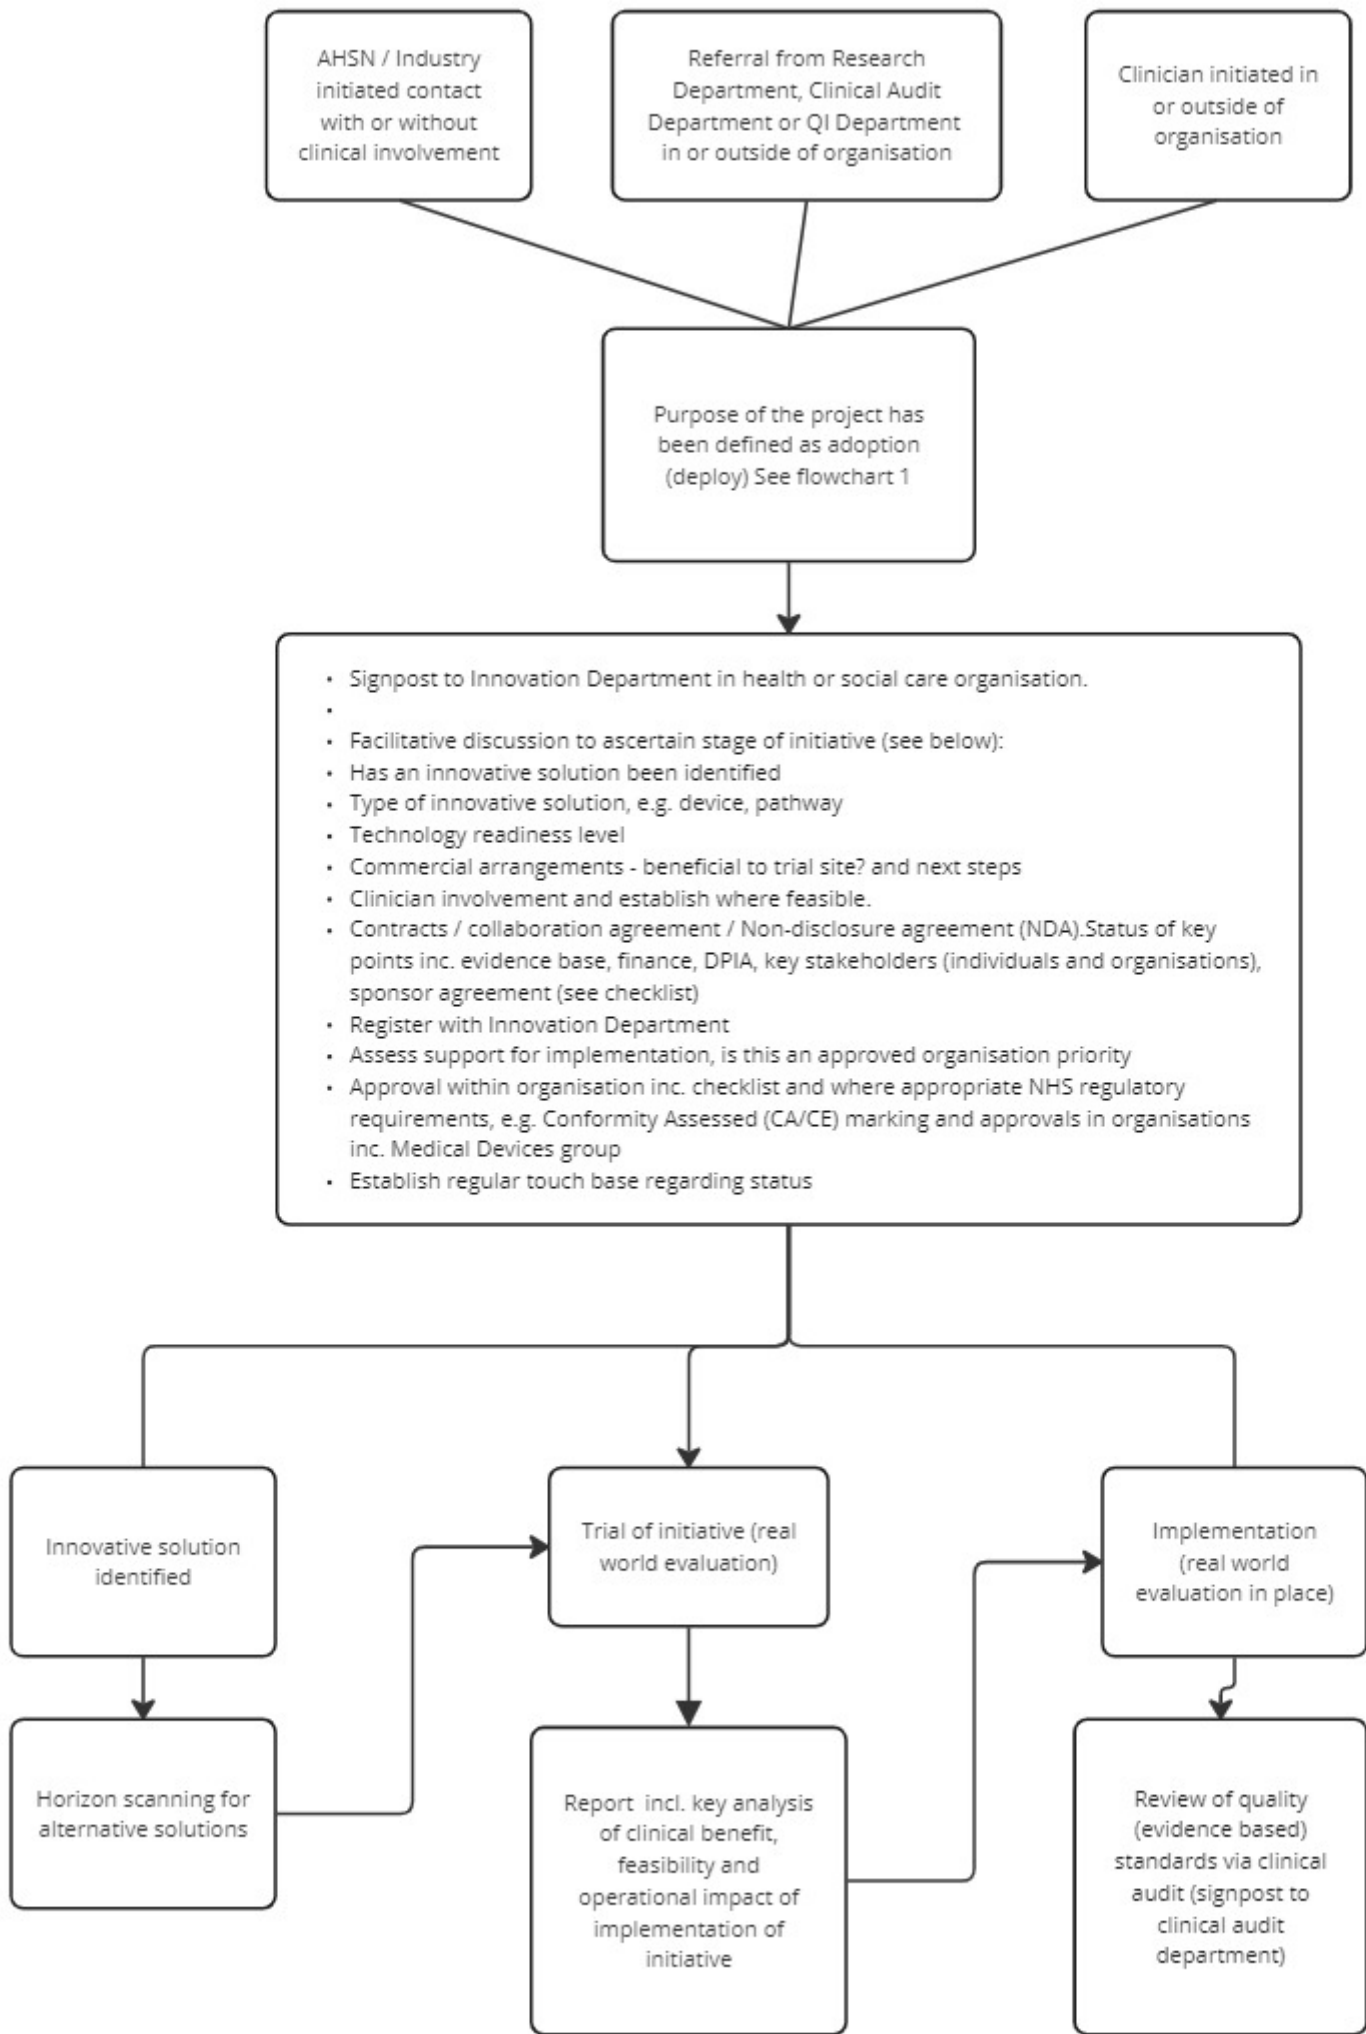 AHSN / Industry
initiated contact
with or without
clinical involvement
Referral from Research
Department, Clinical Audit
Department or QI Department
in or outside of organisation
Clinician initiated in
or outside of
organisation
Purpose of the project has
been defined as adoption
(deploy) See flowchart 1
• Signpost to Innovation Department in health or social care organisation.
•
• Facilitative discussion to ascertain stage of initiative (see below):
• Has an innovative solution been identified
• Type of innovative solution, e.g. device, pathway
• Technology readiness level
• Commercial arrangements - beneficial to trial site? and next steps
• Clinician involvement and establish where feasible.
• Contracts / collaboration agreement / Non-disclosure agreement (NDA).Status of key
points inc. evidence base, finance, DPIA, key stakeholders (individuals and organisations),
sponsor agreement (see checklist)
• Register with Innovation Department
• Assess support for implementation, is this an approved organisation priority
• Approval within organisation inc. checklist and where appropriate NHS regulatory
requirements, e.g. Conformity Assessed (CA/CE) marking and approvals in organisations
inc. Medical Devices group
• Establish regular touch base regarding status
Innovative solution
identified
Trial of initiative (real
world evaluation)
Implementation
(real world
evaluation in place)
Horizon scanning for
alternative solutions
Report incl. key analysis
of clinical benefit,
feasibility and
operational impact of
implementation of
initiative
Review of quality
(evidence based)
standards via clinical
audit (signpost to
clinical audit
department)